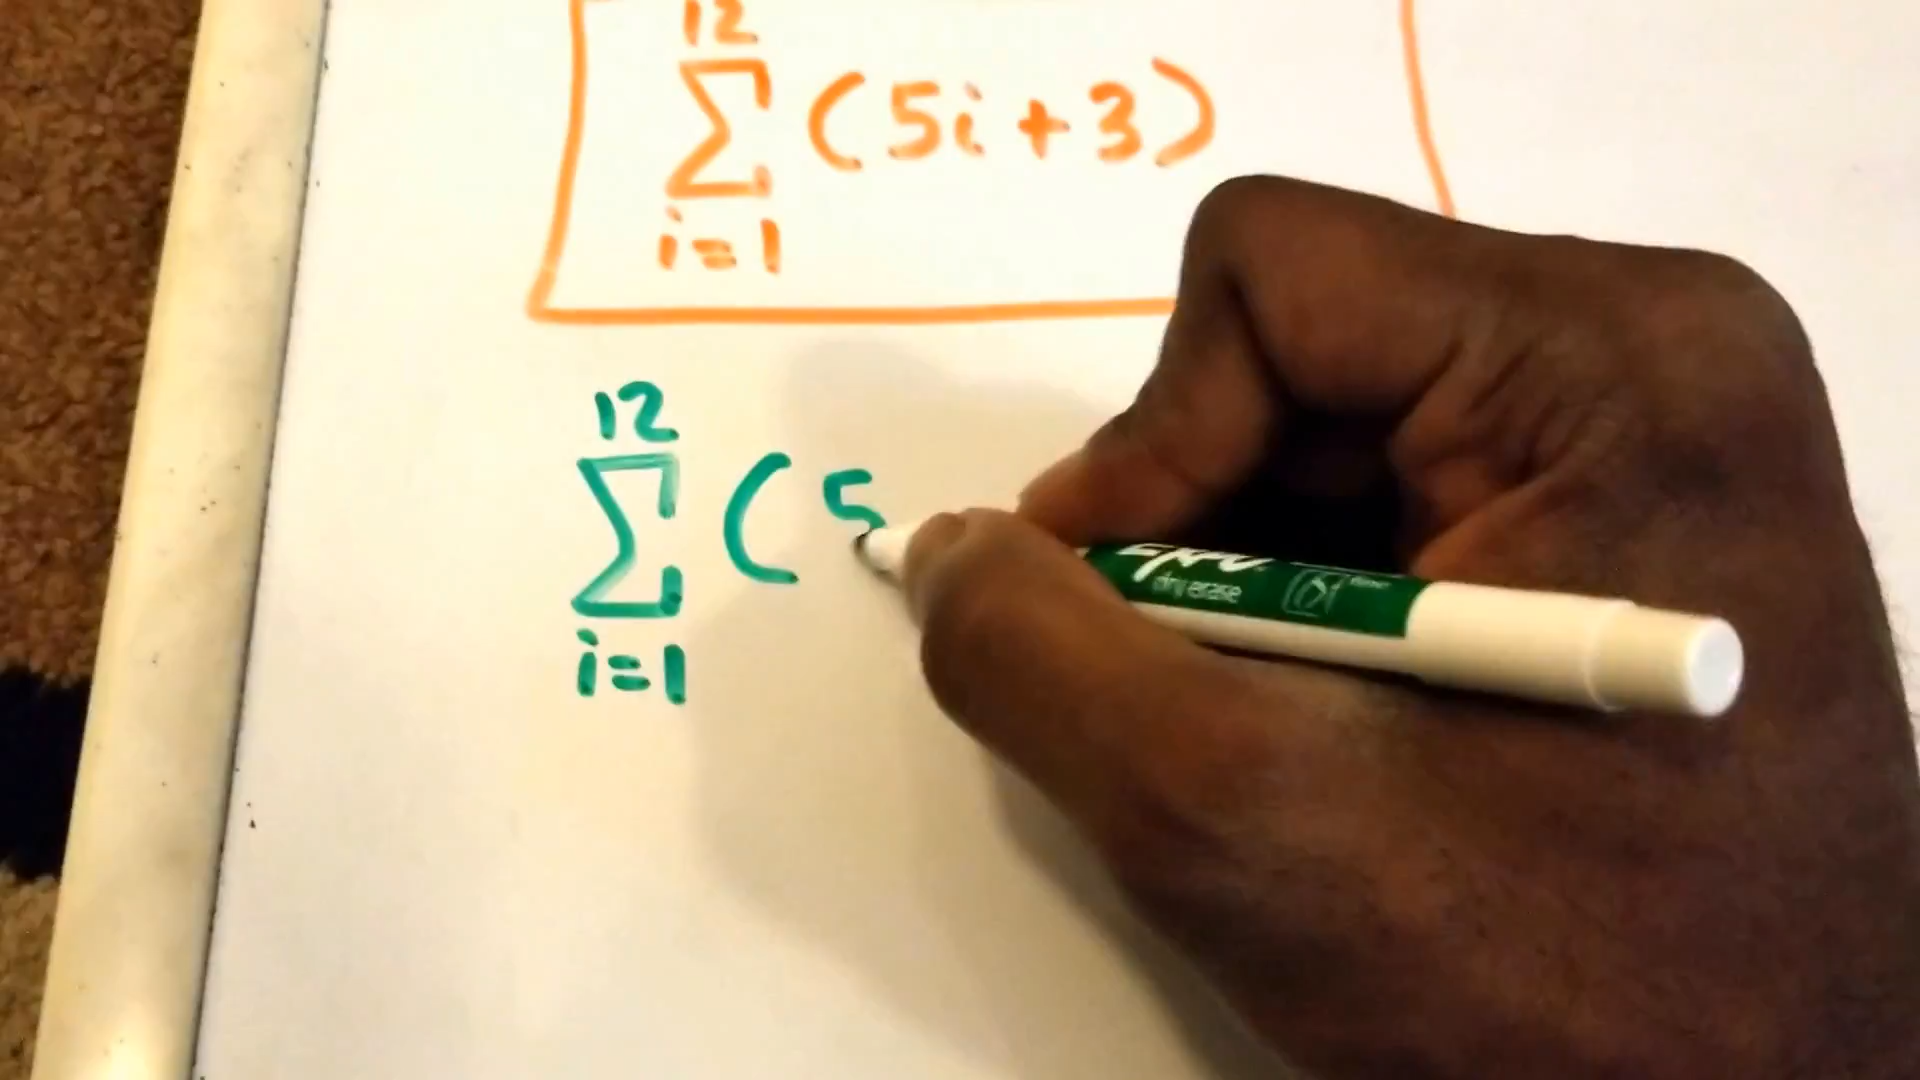 12
∑ (5i+3)
i=1
12
∑ (5
i=1
EXPO
dry erase